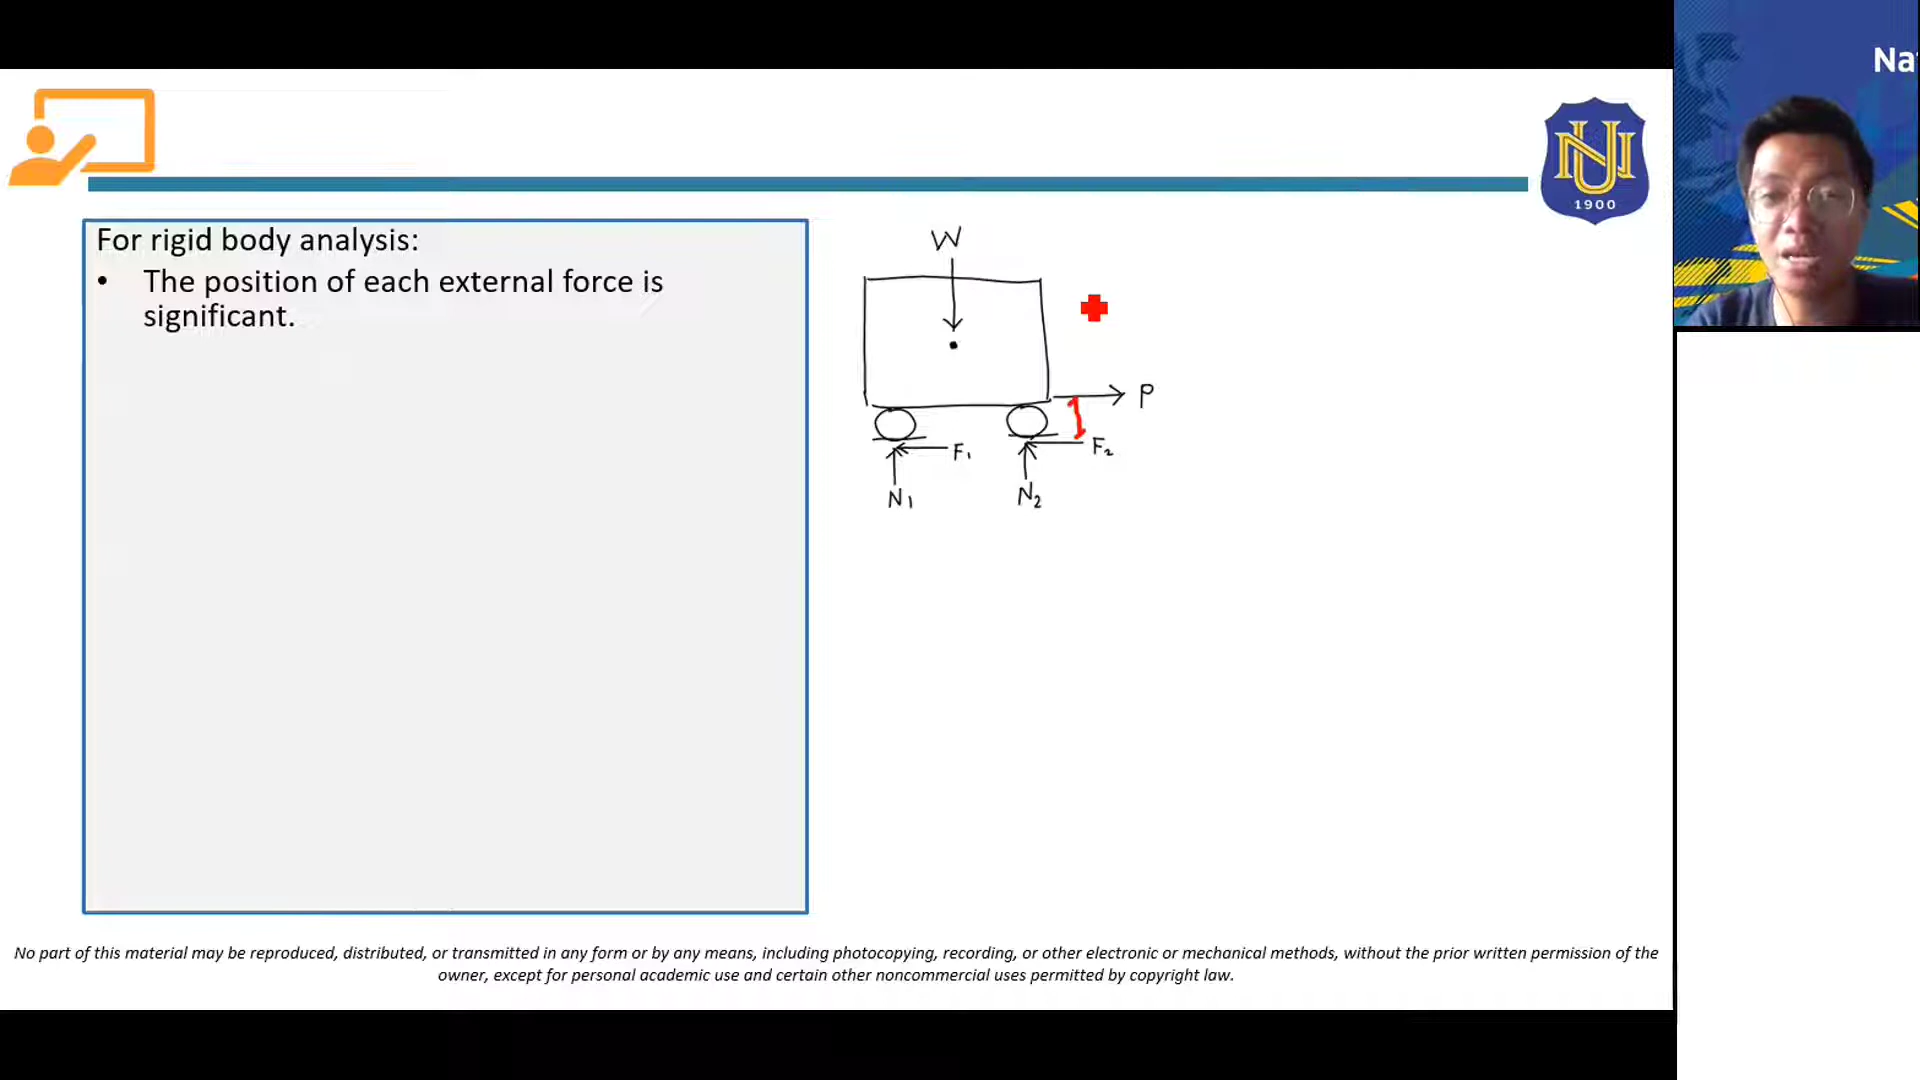 Na
NU
1900
For rigid body analysis:
• The position of each external force is
significant.
W
P
F₁
F₂
N₁
N₂
No part of this material may be reproduced, distributed, or transmitted in any form or by any means, including photocopying, recording, or other electronic or mechanical methods, without the prior written permission of the
owner, except for personal academic use and certain other noncommercial uses permitted by copyright law.